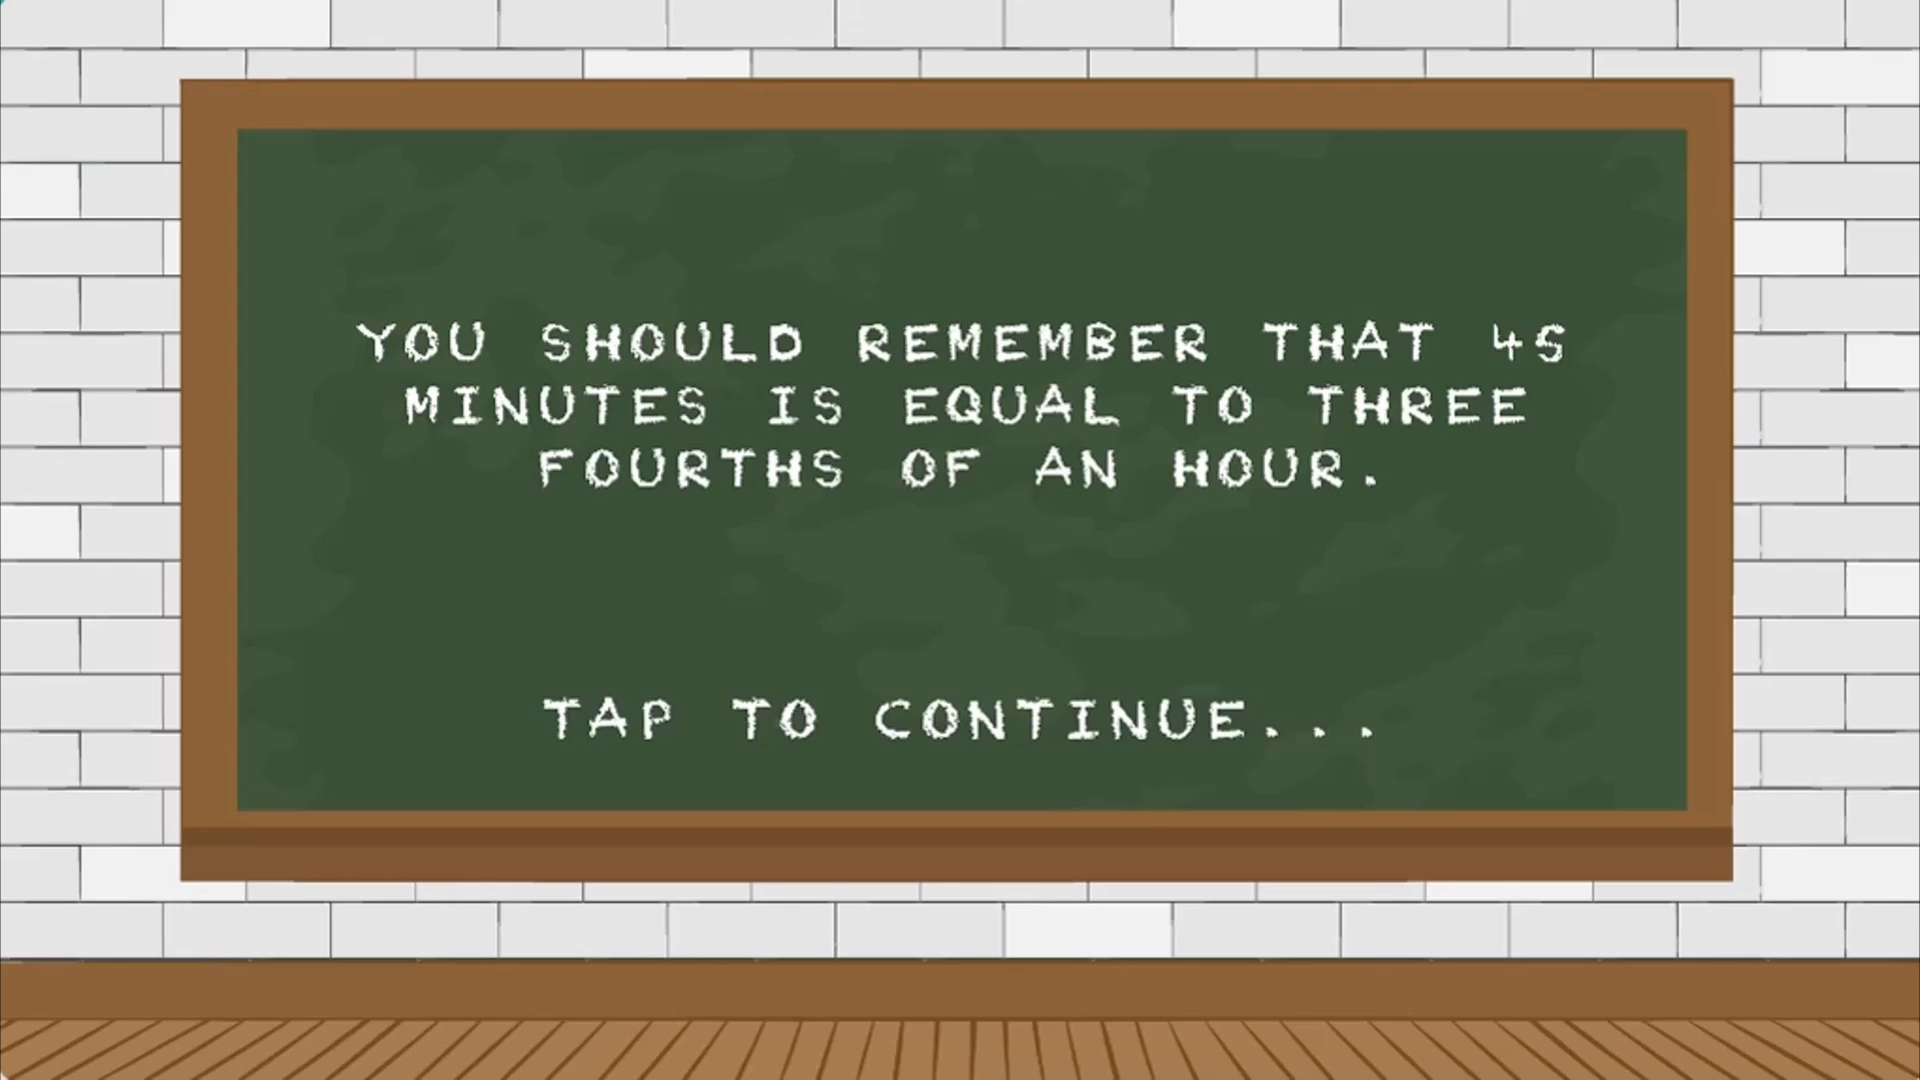 YOU SHOULD REMEMBER THAT 45
MINUTES IS EQUAL TO THREE
FOURTHS OF AN HOUR.
TAP TO CONTINUE...